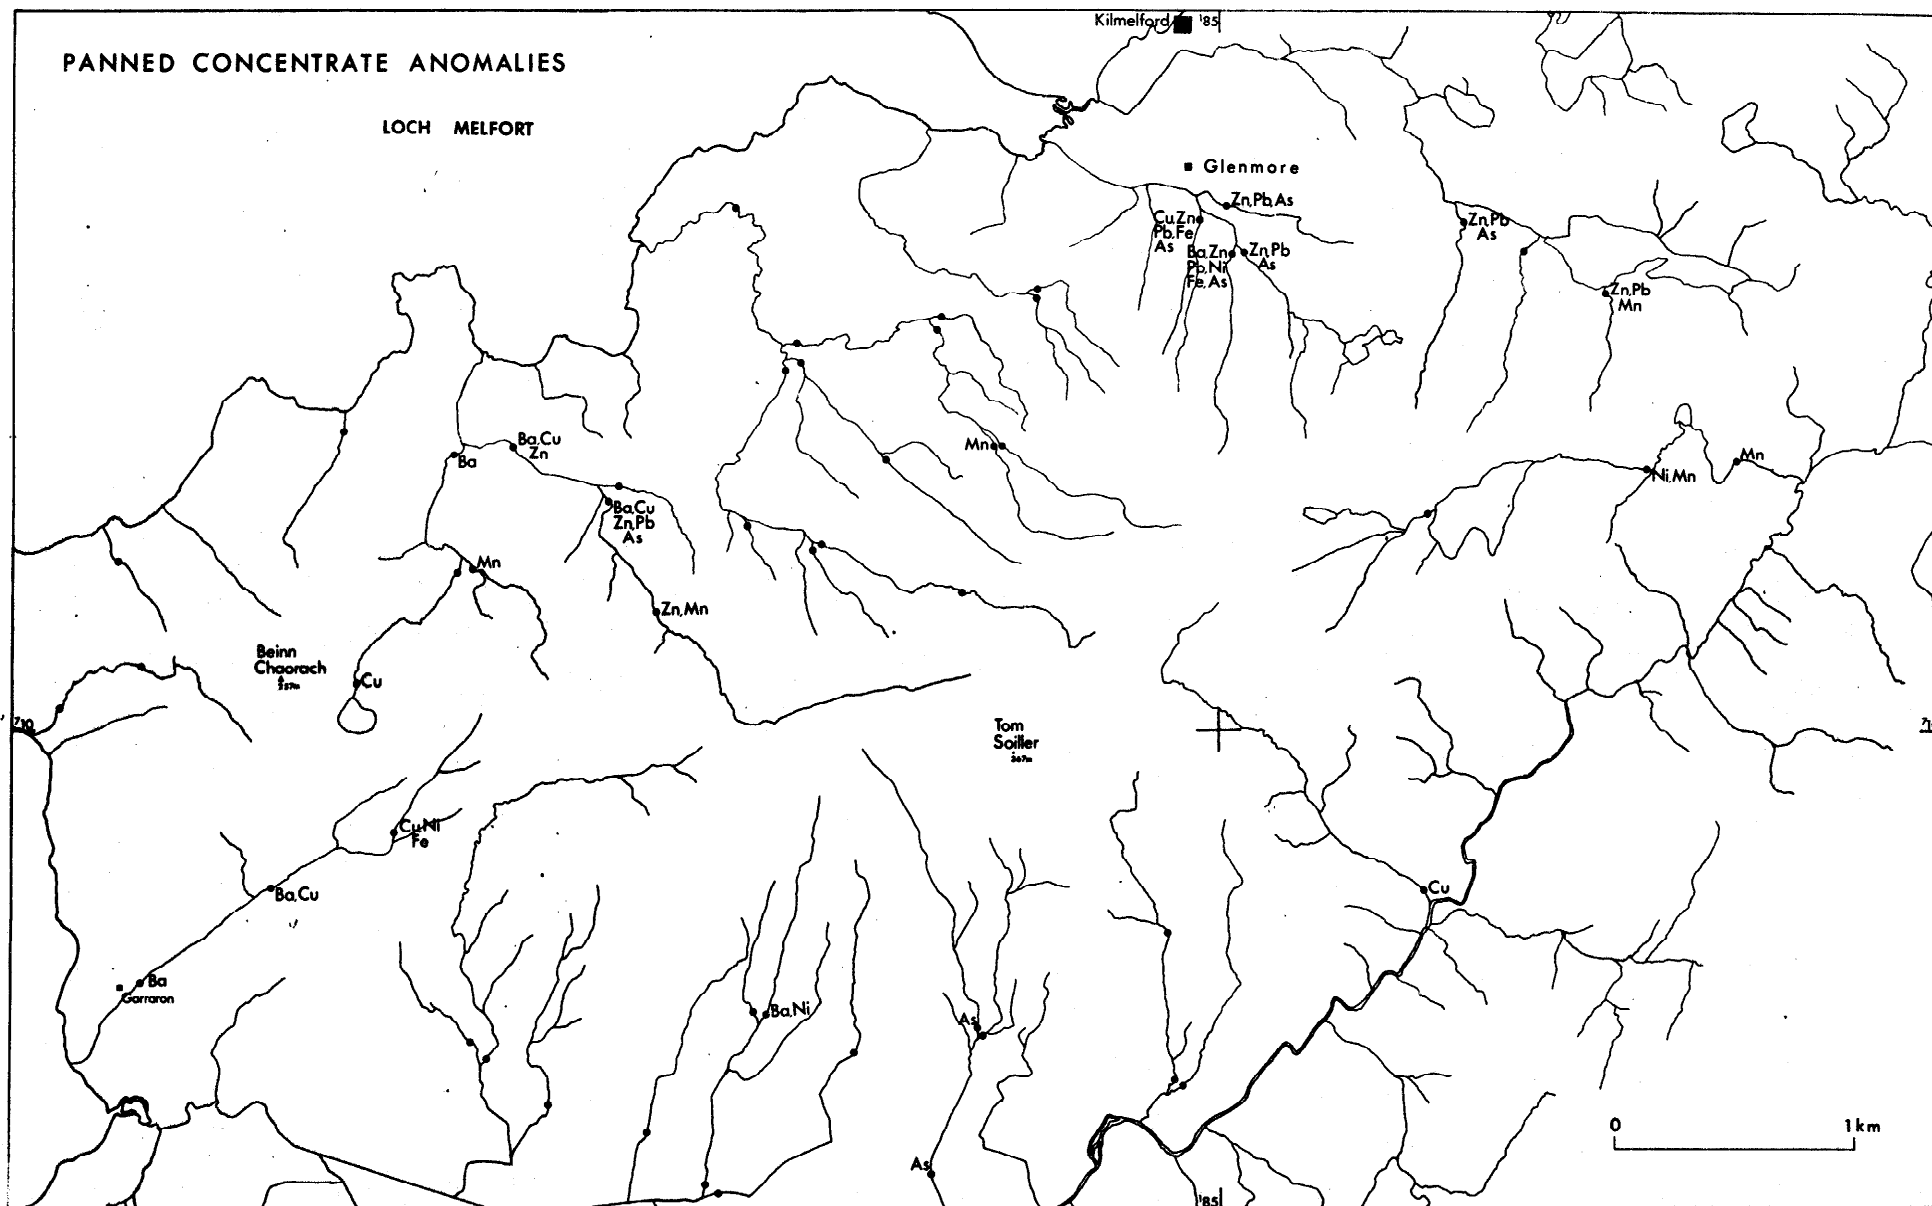 Kilmelford
'85
PANNED CONCENTRATE ANOMALIES
LOCH MELFORT
Glenmore
Zn,Pb,As
Cu,Zn
Pb,Fe
As
Zn,Pb
As
Ba,Zn
Pb,Ni
Fe,As
Zn,Pb
As
Zn,Pb
Mn
Ba,Cu
Zn
Ba
Mn
Mn
Ni,Mn
Ba,Cu
Zn,Pb
As
Mn
Zn,Mn
Beinn
Chaorach
Cu
237m
710
Tom
Soiller
367m
Cu,Ni
Fe
Ba,Cu
Cu
Ba
Garraron
Ba,Ni
As
0
1km
As
'85